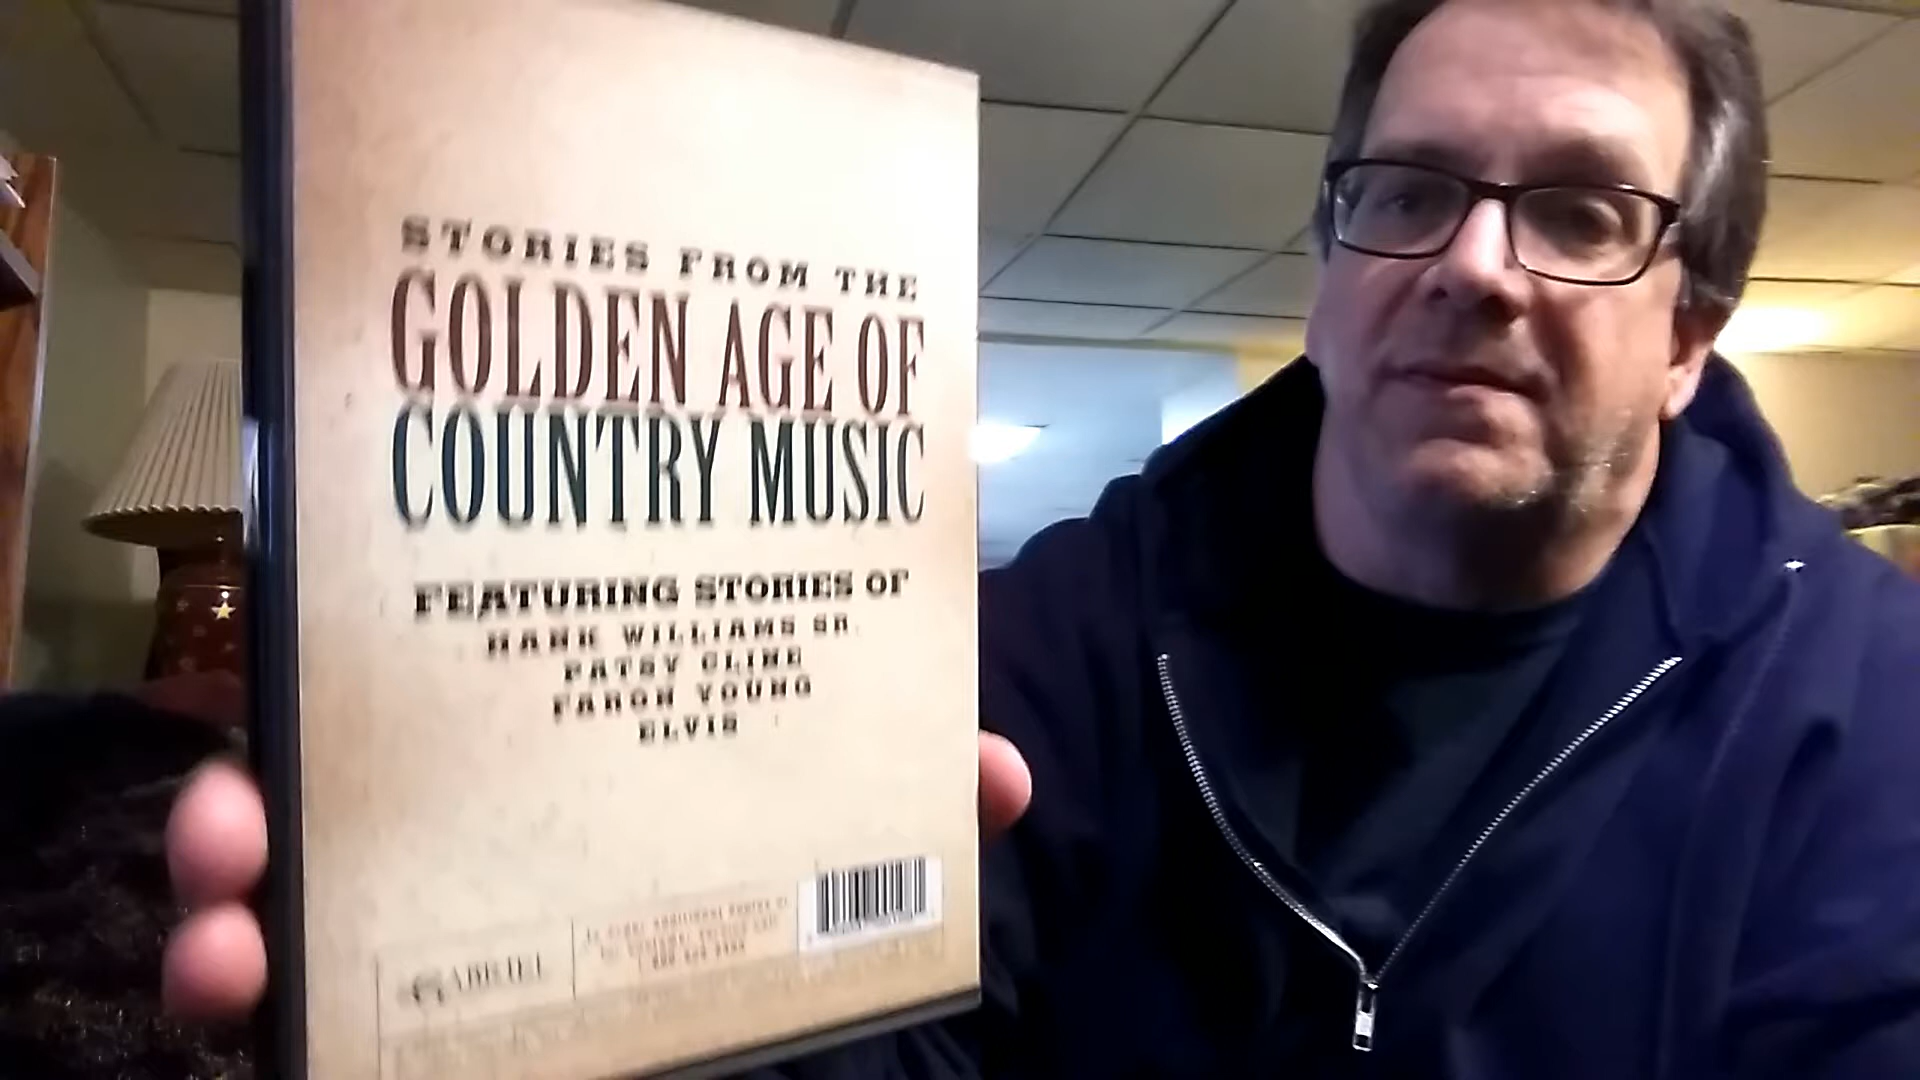 STORIES FROM THE
GOLDEN AGE OF
COUNTRY MUSIC
FEATURING STORIES OF
HANK WILLIAMS SR.
PATSY CLINE
FARON YOUNG
ELVIS
GABRIEL